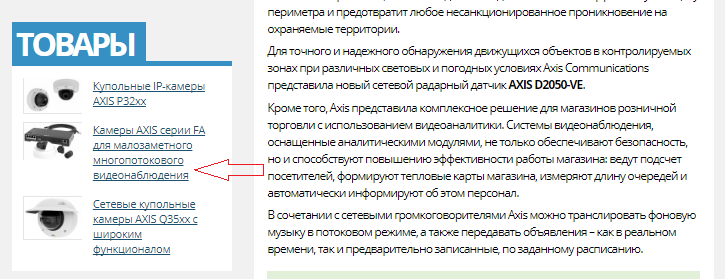 ТОВАРЫ
Купольные IP-камеры
AXIS P32xx
Камеры AXIS серии FA
для малозаметного
многопотокового
видеонаблюдения
Сетевые купольные
камеры AXIS Q35xx с
широким
функционалом
периметра и предотвратит любое несанкционированное проникновение на
охраняемые территории.
Для точного и надежного обнаружения движущихся объектов в контролируемых
зонах при различных световых и погодных условиях Axis Communications
представила новый сетевой радарный датчик AXIS D2050-VE.
Кроме того, Axis представила комплексное решение для магазинов розничной
торговли с использованием видеоаналитики. Системы видеонаблюдения,
оснащенные аналитическими модулями, не только обеспечивают безопасность,
но и способствуют повышению эффективности работы магазина: ведут подсчет
посетителей, формируют тепловые карты магазина, измеряют длину очередей и
автоматически информируют об этом персонал.
В сочетании с сетевыми громкоговорителями Axis можно транслировать фоновую
музыку в потоковом режиме, а также передавать объявления – как в реальном
времени, так и предварительно записанные, по заданному расписанию.